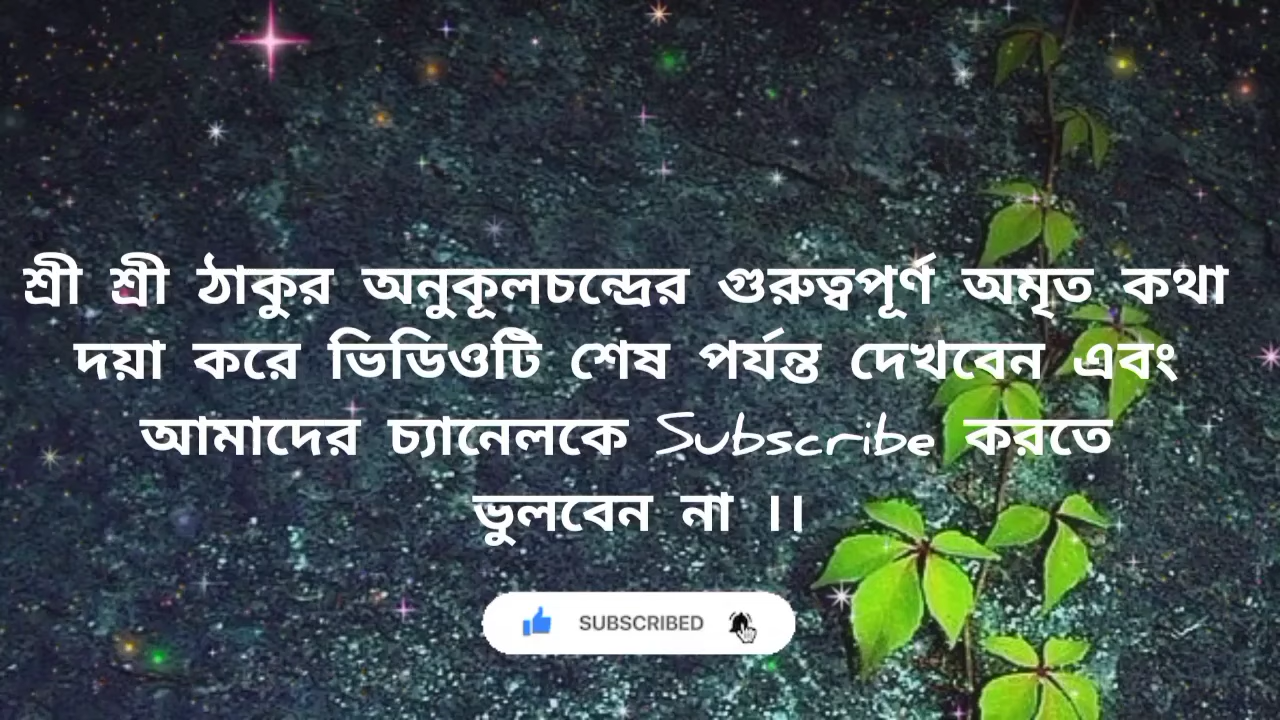 শ্রী শ্রী ঠাকুর অনুকূলচন্দ্রের গুরুত্বপূর্ণ অমৃত কথা
দয়া করে ভিডিওটি শেষ পর্যন্ত দেখবেন এবং
আমাদের চ্যানেলকে Subscribe করতে
ভুলবেন না ।।
SUBSCRIBED